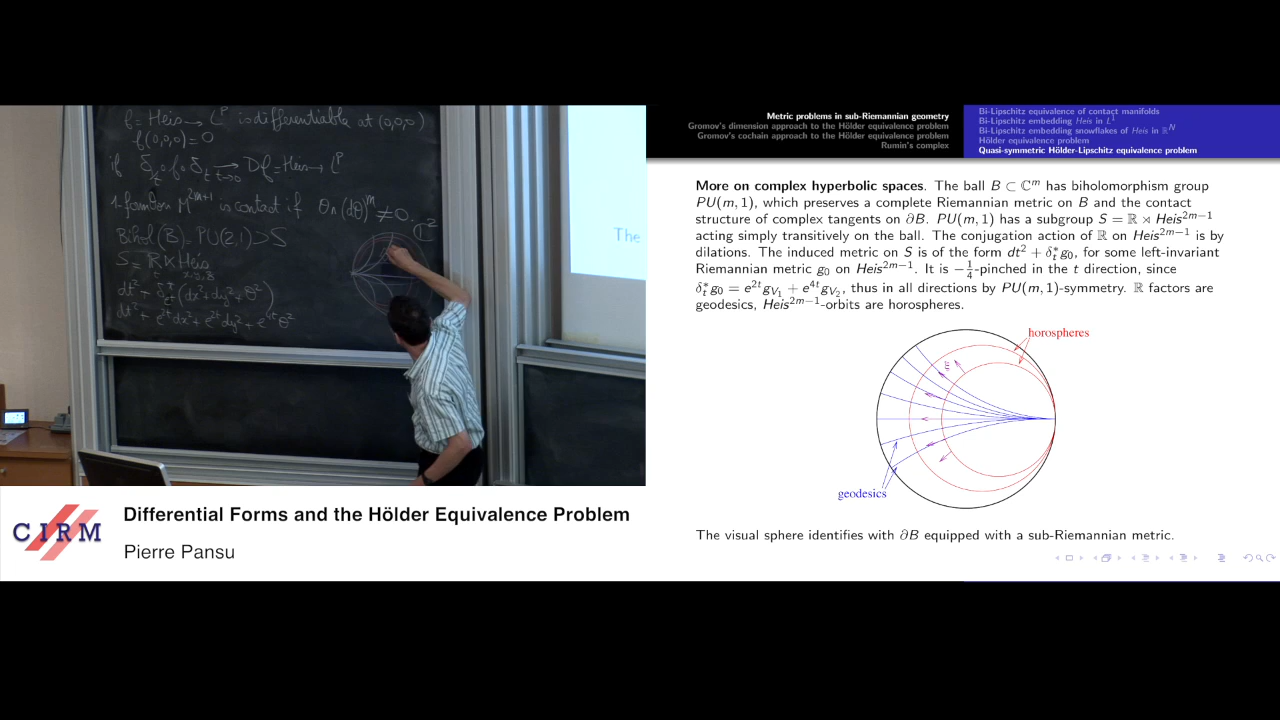 f: Heis → L^p is differentiable at (0,0,0)
f(0,0,0) = 0
if δ_{1/t} ∘ f ∘ δ_t → Df = Heis → L^p
t→0
1-form θ on M^{2m+1} is contact if θ∧(dθ)^m ≠ 0.
ℂ^2
Bihol(B) = PU(2,1) > S
S = ℝ ⋉ Heis
dt² + δ_t^*(dx²+dy²+θ²)
dt² + e^{2t}dx² + e^{2t}dy² + e^{4t}θ²
The
CIRM
Differential Forms and the Hölder Equivalence Problem
Pierre Pansu
Metric problems in sub-Riemannian geometry
Gromov's dimension approach to the Hölder equivalence problem
Gromov's cochain approach to the Hölder equivalence problem
Rumin's complex
Bi-Lipschitz equivalence of contact manifolds
Bi-Lipschitz embedding Heis in L^1
Bi-Lipschitz embedding snowflakes of Heis in ℝ^N
Hölder equivalence problem
Quasi-symmetric Hölder-Lipschitz equivalence problem
More on complex hyperbolic spaces. The ball B ⊂ ℂ^m has biholomorphism group
PU(m, 1), which preserves a complete Riemannian metric on B and the contact
structure of complex tangents on ∂B. PU(m, 1) has a subgroup S = ℝ ⋊ Heis^{2m−1}
acting simply transitively on the ball. The conjugation action of ℝ on Heis^{2m−1} is by
dilations. The induced metric on S is of the form dt² + δ_t^*g_0, for some left-invariant
Riemannian metric g_0 on Heis^{2m−1}. It is −1/4-pinched in the t direction, since
δ_t^*g_0 = e^{2t}g_{V_1} + e^{4t}g_{V_2}, thus in all directions by PU(m, 1)-symmetry. ℝ factors are
geodesics, Heis^{2m−1}-orbits are horospheres.
horospheres
geodesics
The visual sphere identifies with ∂B equipped with a sub-Riemannian metric.